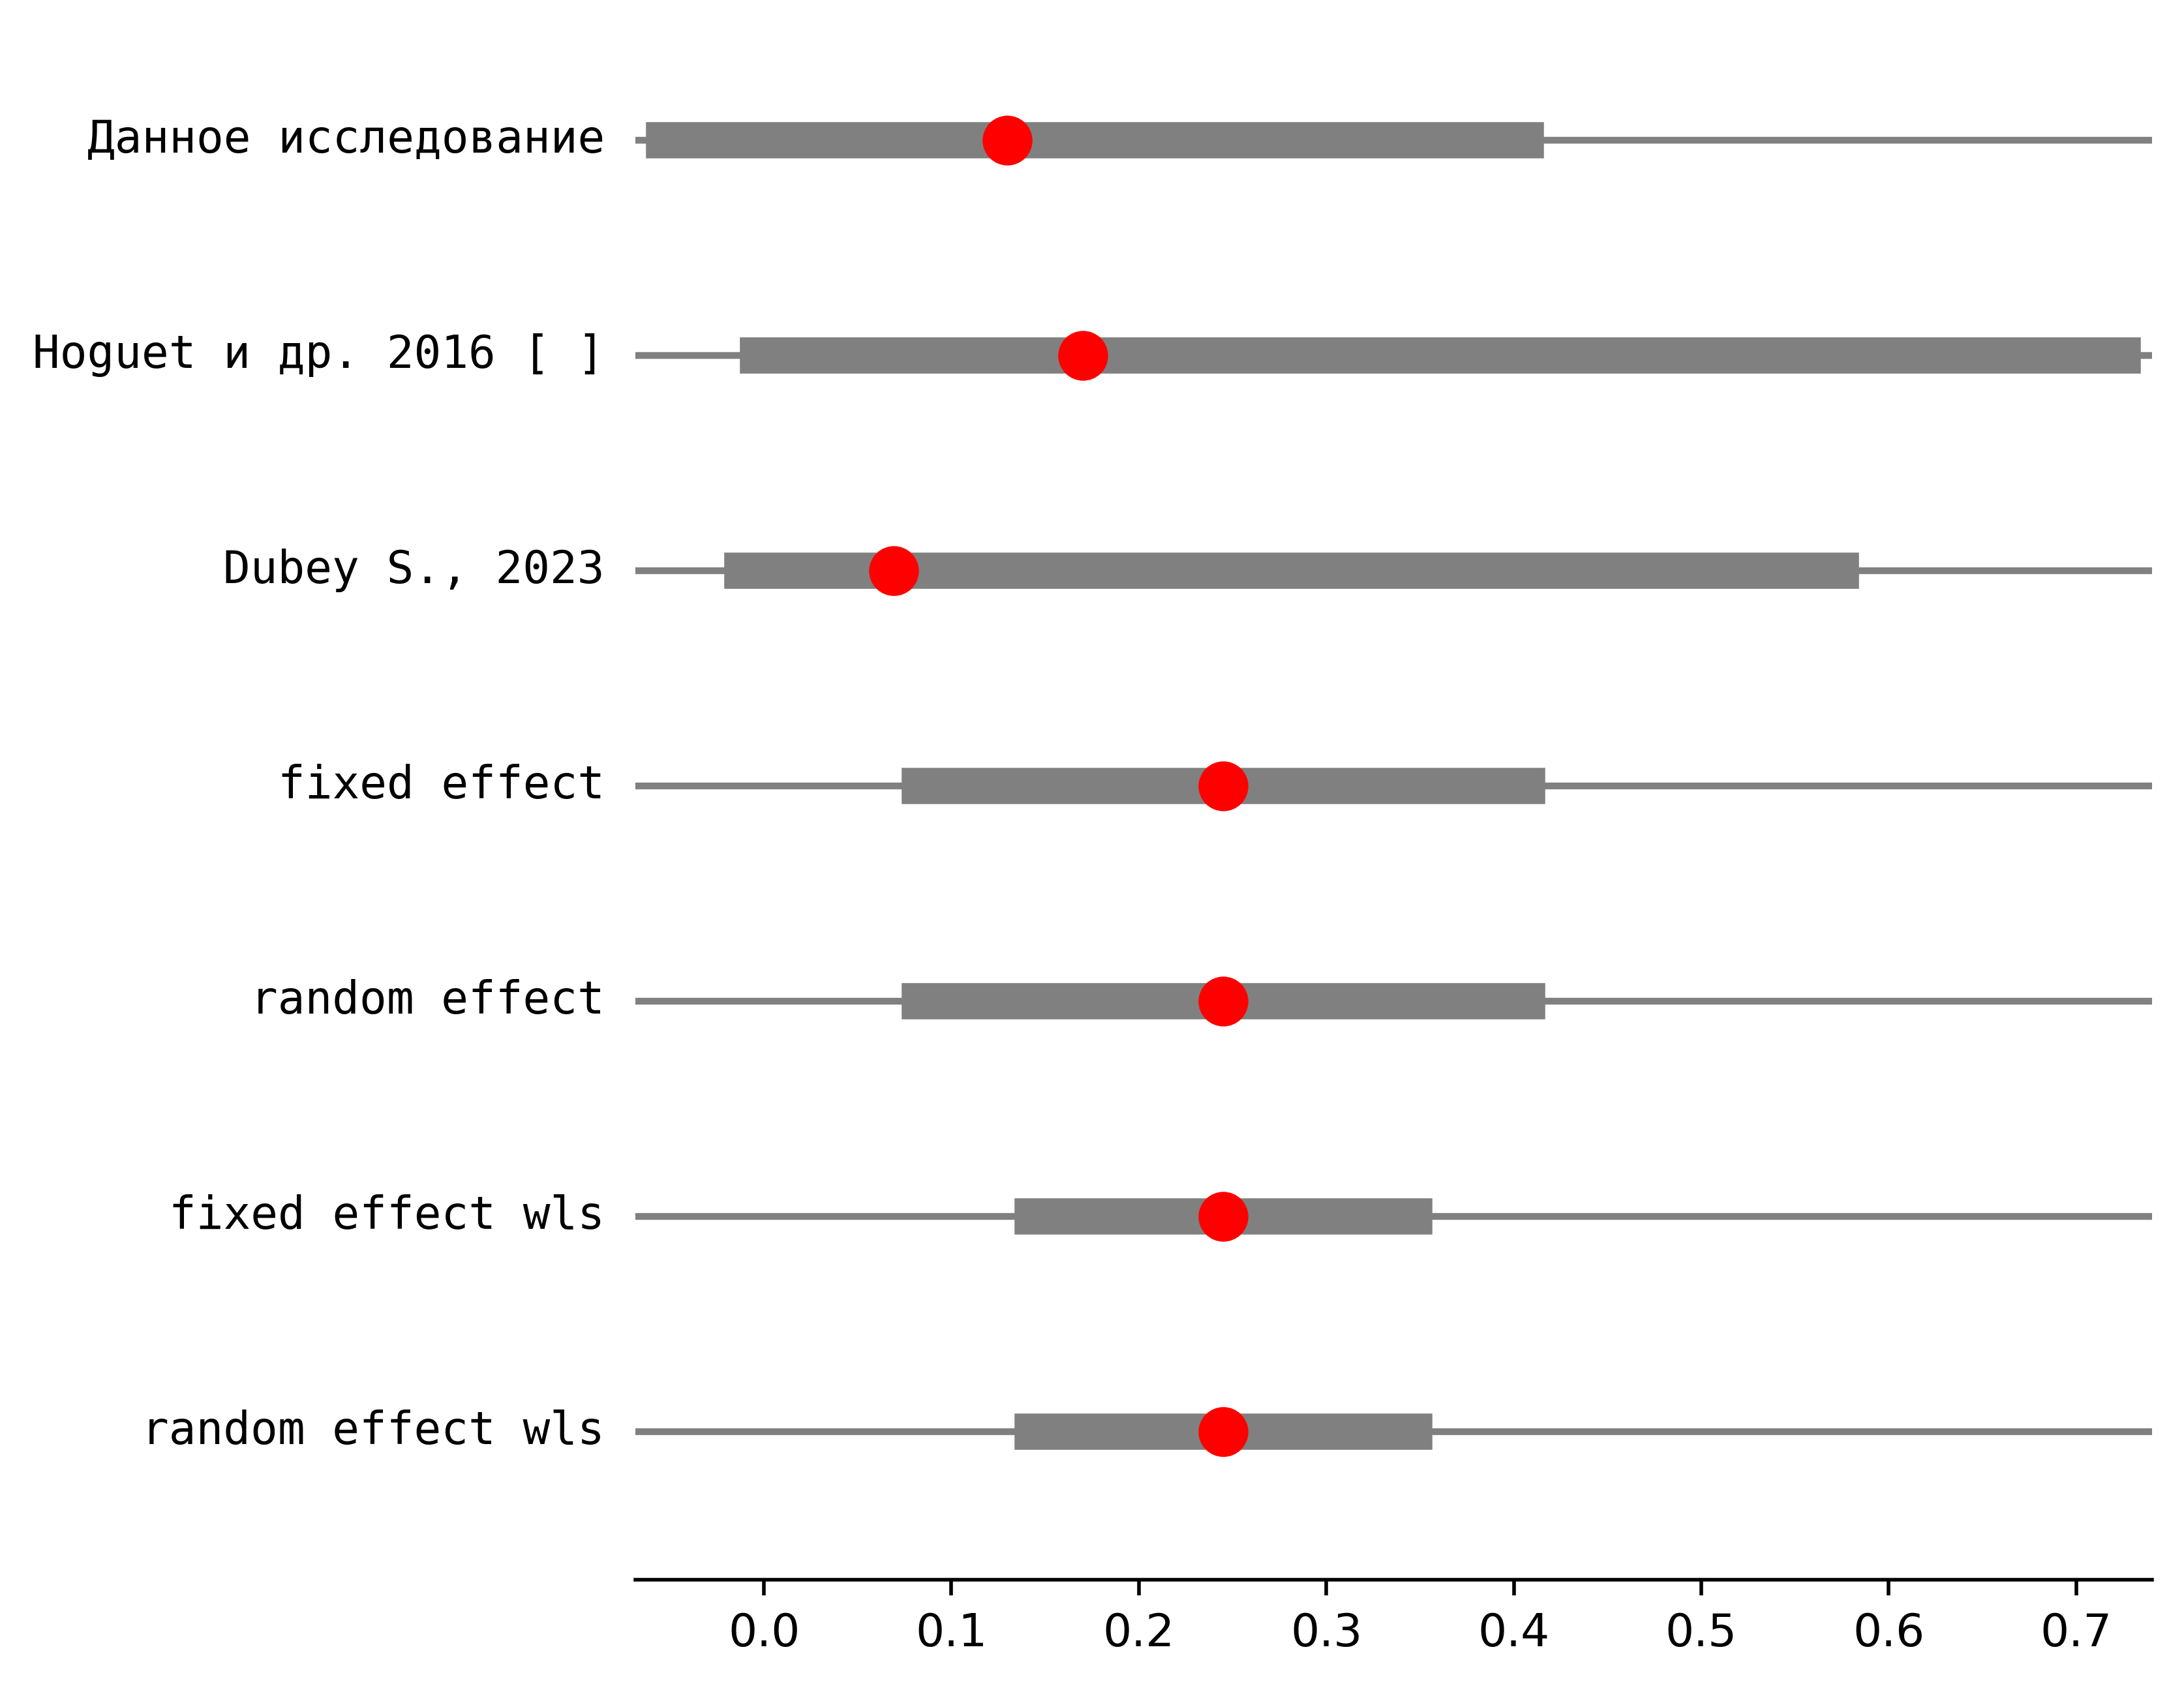 Данное исследование
Hoguet и др. 2016 [ ]
Dubey S., 2023
fixed effect
random effect
fixed effect wls
random effect wls
0.0 0.1 0.2 0.3 0.4 0.5 0.6 0.7